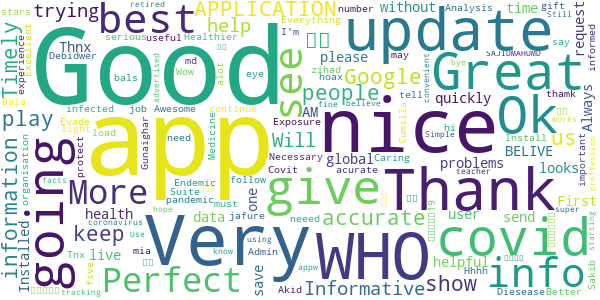 Good
app
nice
Very
Thank
Great
update
best
WHO
covid
going
give
info
Ok
see
More
Perfect
APPLICATION
trying
Timely
play
information
help
people
Google
us
Will
accurate
show
keep
Informative
health
data
live
save
one
user
send
helpful
problems
global
looks
First
quickly
please
without
time
request
Always
BELIVE
AM
Thnx
Debidwer
Installed
Everything
number
Analysis
gift
Still
retired
stars
Excellent
experience
serious
useful
Healthier
I'm
Wow
alot
eye
bals
advertised
md
may
hoax
SAJIDMAHUMD
say
informed
infected
job
Awesome
continue
zihad
tell
convenient
bye
thamk
Bala
Evade
light
load
protect
Gunaighar
need
Medicine
Exposure
fine
believe
Cumilla
hi
Simple
works
Install
important
proffession
organisation
Necessary
Covit
acurate
Caring
Endemic
Suite
pandemic
follow
must
neeed
jafure
facts
coronavirus
Tnx
five
Use
mia
hope
tracking
Admin
know
using
Akid
appw
Hhhh
teacher
super
Diesease
Better
Sakib
starting